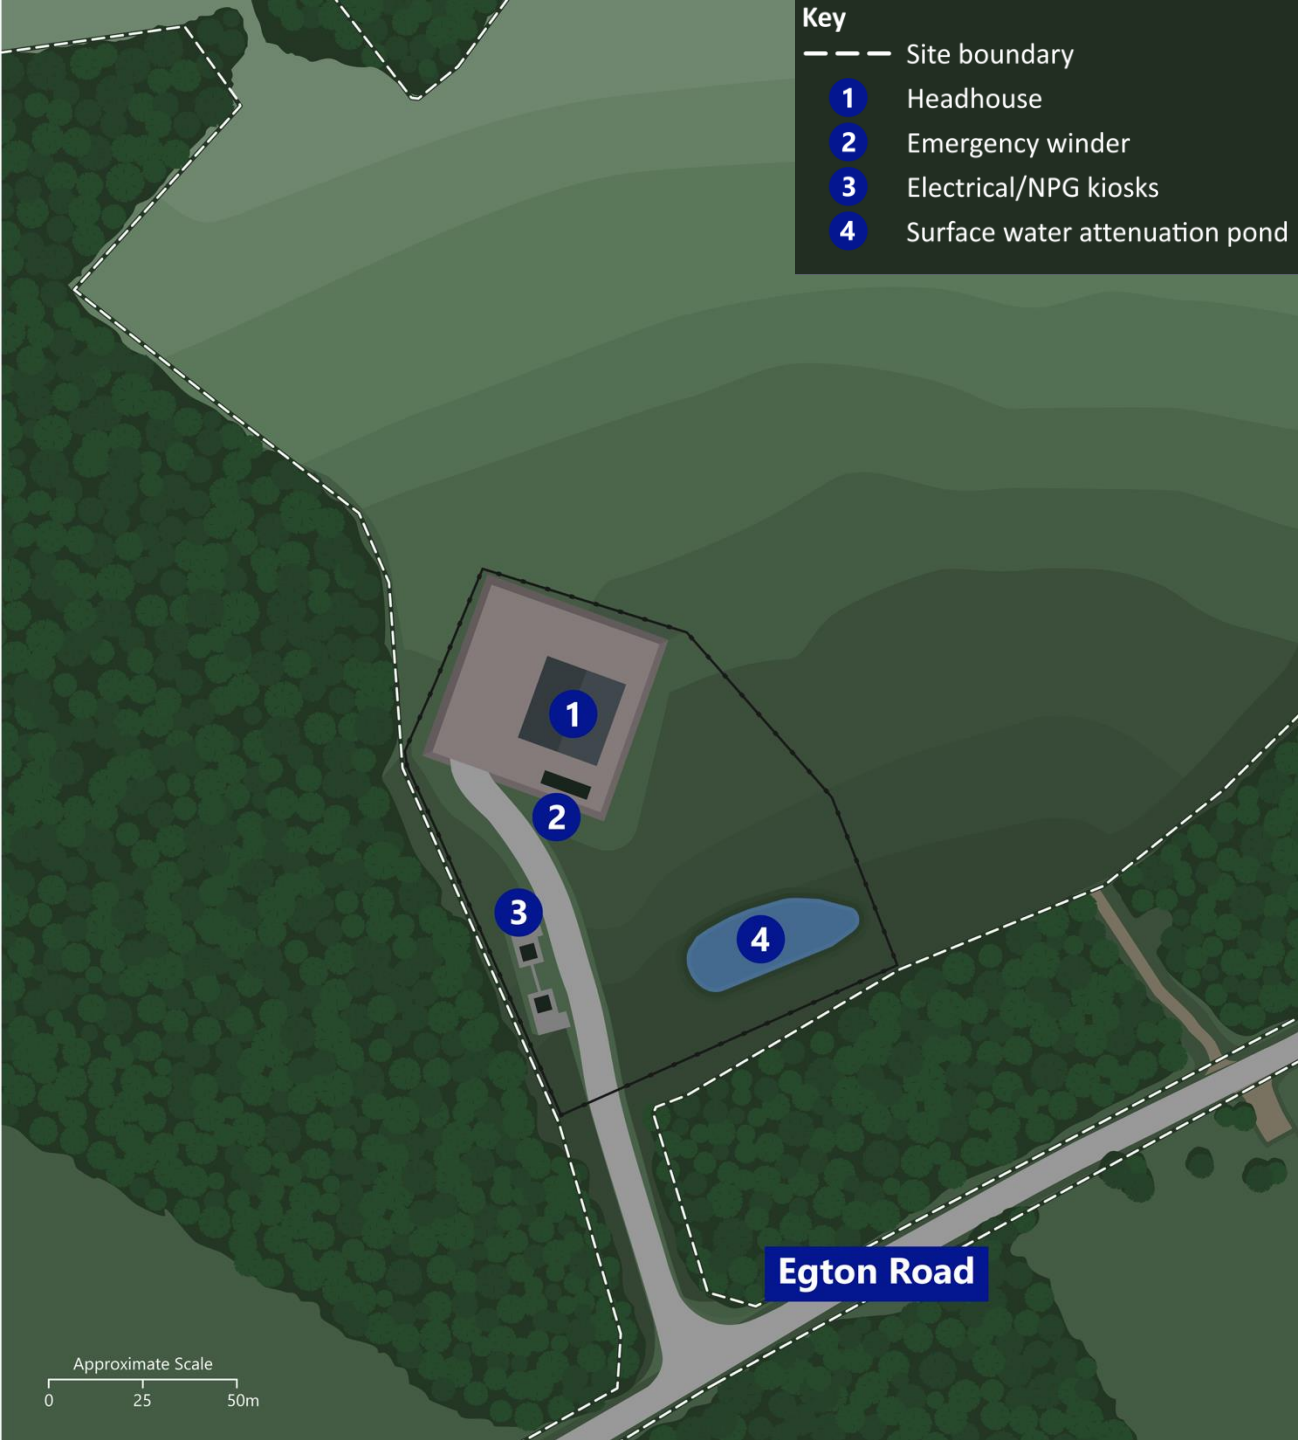 Key
Site boundary
1 Headhouse
2 Emergency winder
3 Electrical/NPG kiosks
4 Surface water attenuation pond
1
2
3
4
Egton Road
Approximate Scale
0 25 50m